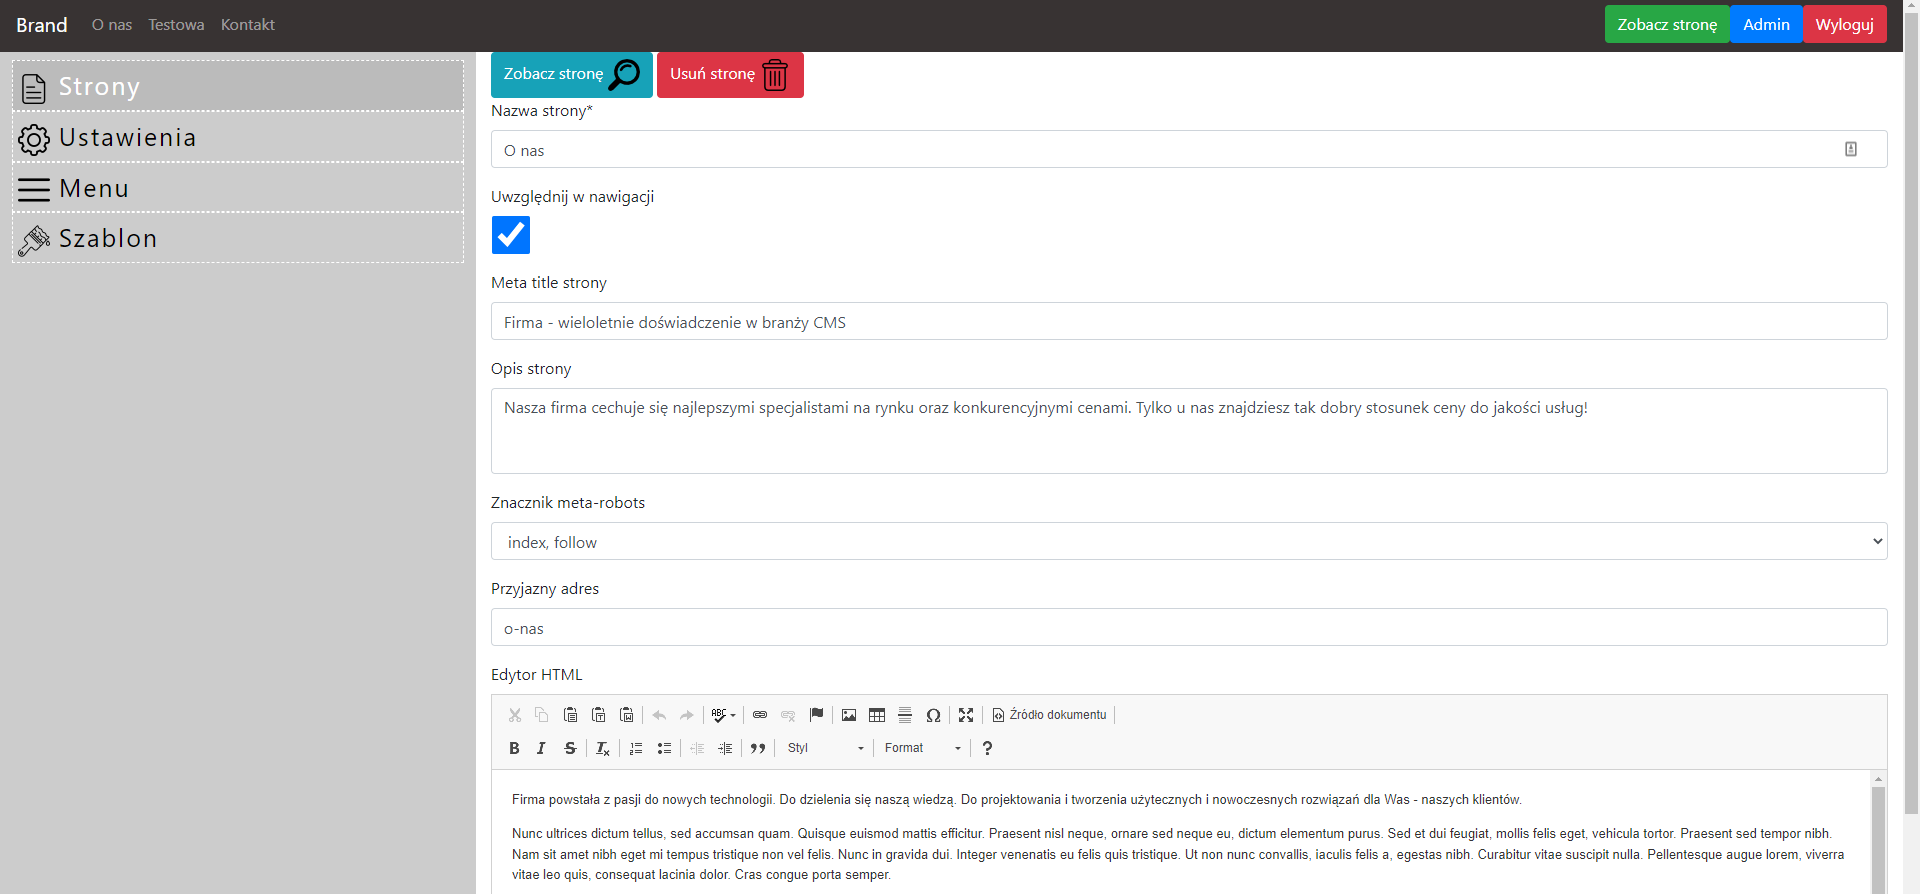 Brand O nas Testowa Kontakt Zobacz stronę Admin Wyloguj
Strony
Ustawienia
Menu
Szablon
Zobacz stronę Usuń stronę
Nazwa strony*
O nas
Uwzględnij w nawigacji
Meta title strony
Firma - wieloletnie doświadczenie w branży CMS
Opis strony
Nasza firma cechuje się najlepszymi specjalistami na rynku oraz konkurencyjnymi cenami. Tylko u nas znajdziesz tak dobry stosunek ceny do jakości usług!
Znacznik meta-robots
index, follow
Przyjazny adres
o-nas
Edytor HTML
ABC Ω Źródło dokumentu
B I S Tx Styl Format ?
Firma powstała z pasji do nowych technologii. Do dzielenia się naszą wiedzą. Do projektowania i tworzenia użytecznych i nowoczesnych rozwiązań dla Was - naszych klientów.
Nunc ultrices dictum tellus, sed accumsan quam. Quisque euismod mattis efficitur. Praesent nisl neque, ornare sed neque eu, dictum elementum purus. Sed et dui feugiat, mollis felis eget, vehicula tortor. Praesent sed tempor nibh.
Nam sit amet nibh eget mi tempus tristique non vel felis. Nunc in gravida dui. Integer venenatis eu felis quis tristique. Ut non nunc convallis, iaculis felis a, egestas nibh. Curabitur vitae suscipit nulla. Pellentesque augue lorem, viverra
vitae leo quis, consequat lacinia dolor. Cras congue porta semper.